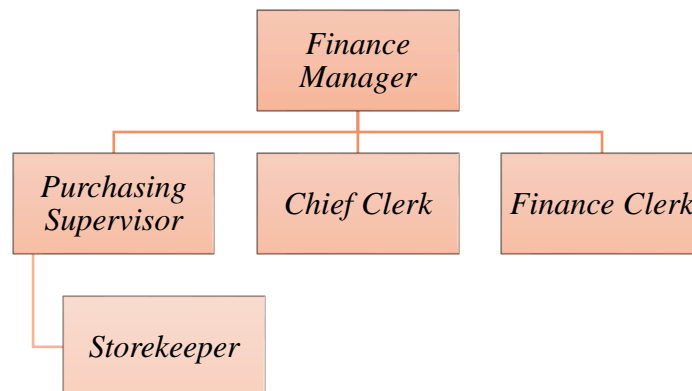 Finance
Manager
Purchasing
Supervisor
Chief Clerk
Finance Clerk
Storekeeper